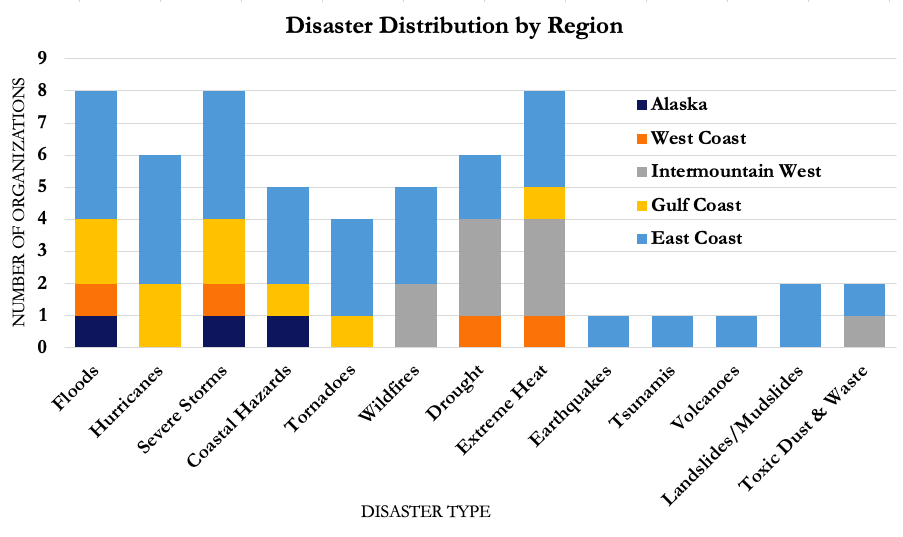 Disaster Distribution by Region
NUMBER OF ORGANIZATIONS
9
8
7
6
5
4
3
2
1
0
Alaska
West Coast
Intermountain West
Gulf Coast
East Coast
Floods
Hurricanes
Severe Storms
Coastal Hazards
Tornadoes
Wildfires
Drought
Extreme Heat
Earthquakes
Tsunamis
Volcanoes
Landslides/Mudslides
Toxic Dust & Waste
DISASTER TYPE